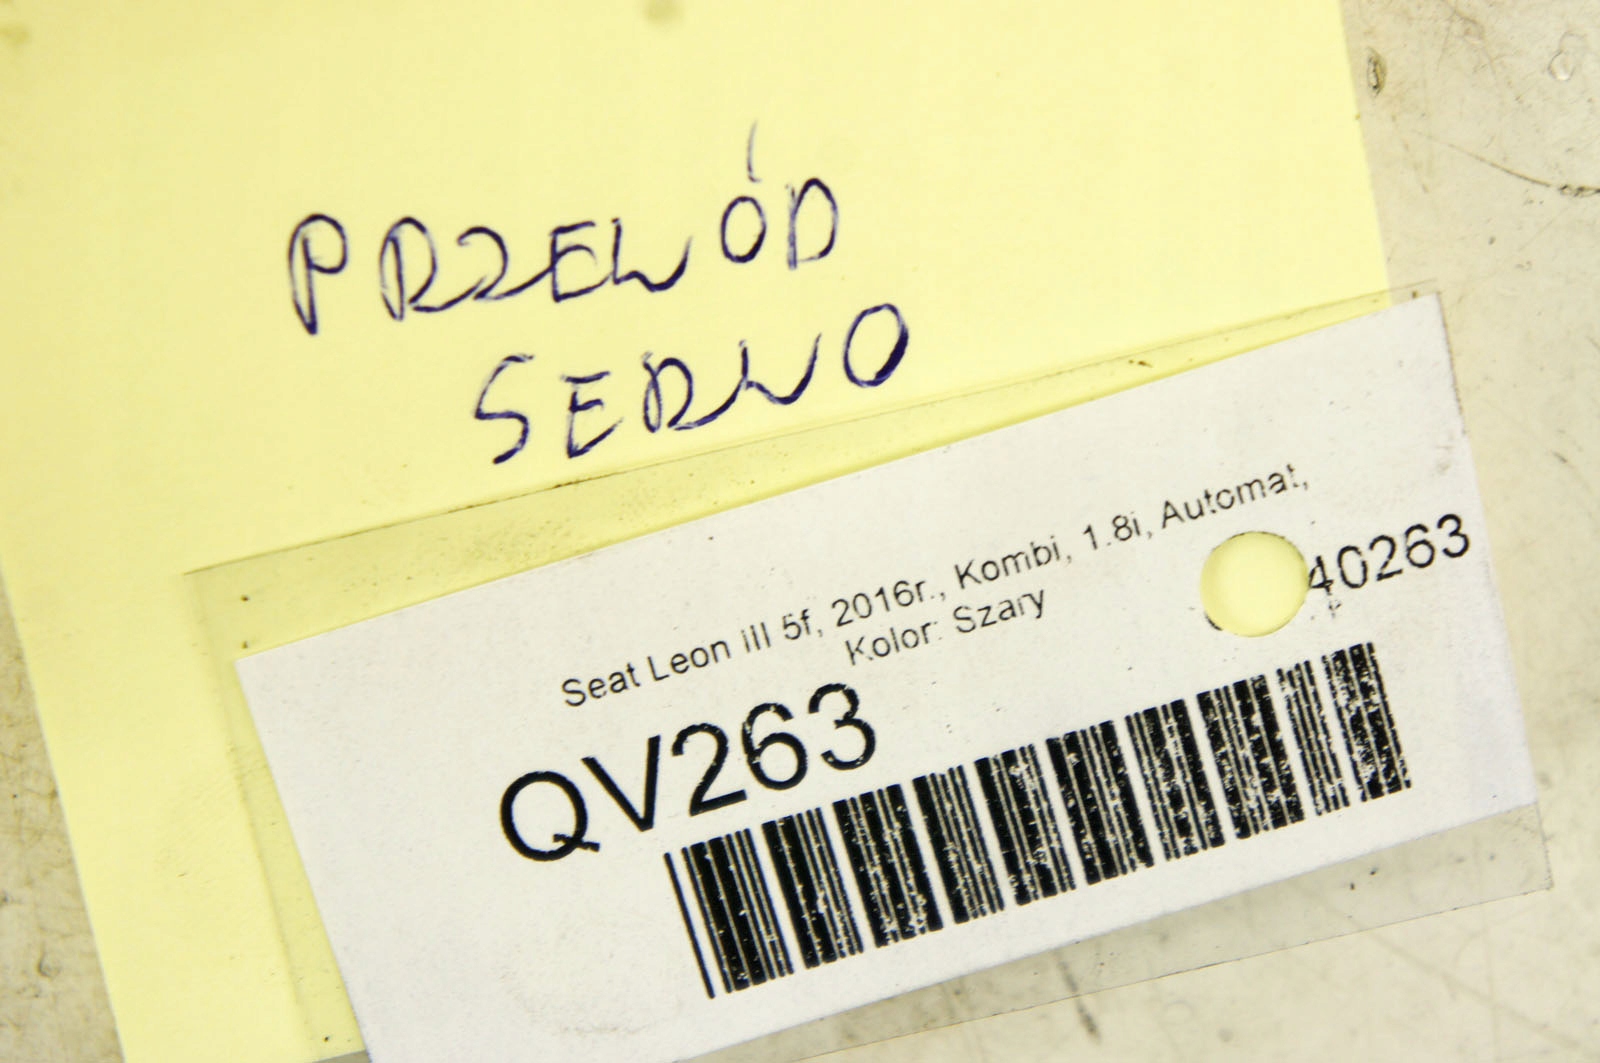 PRZEWÓD
SERWO
Seat Leon III 5f, 2016r., Kombi, 1.8i, Automat,
Kolor: Szary
40263
QV263